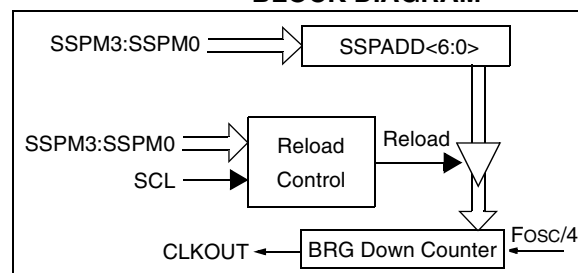 BLOCK DIAGRAM
SSPM3:SSPM0
SSPADD<6:0>
SSPM3:SSPM0
Reload
Control
Reload
SCL
CLKOUT
BRG Down Counter
FOSC/4